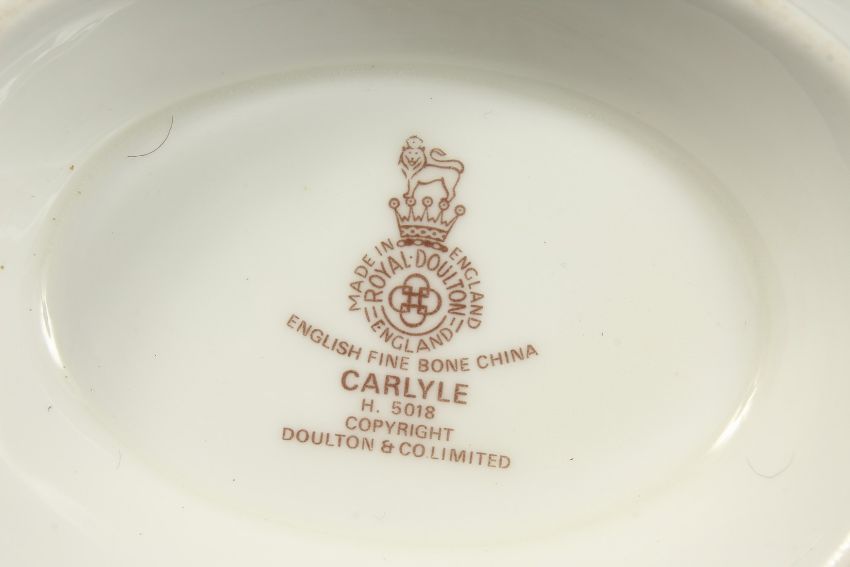 MADE IN ENGLAND
ROYAL·DOULTON
ENGLAND
ENGLISH FINE BONE CHINA
CARLYLE
H. 5018
COPYRIGHT
DOULTON & CO. LIMITED